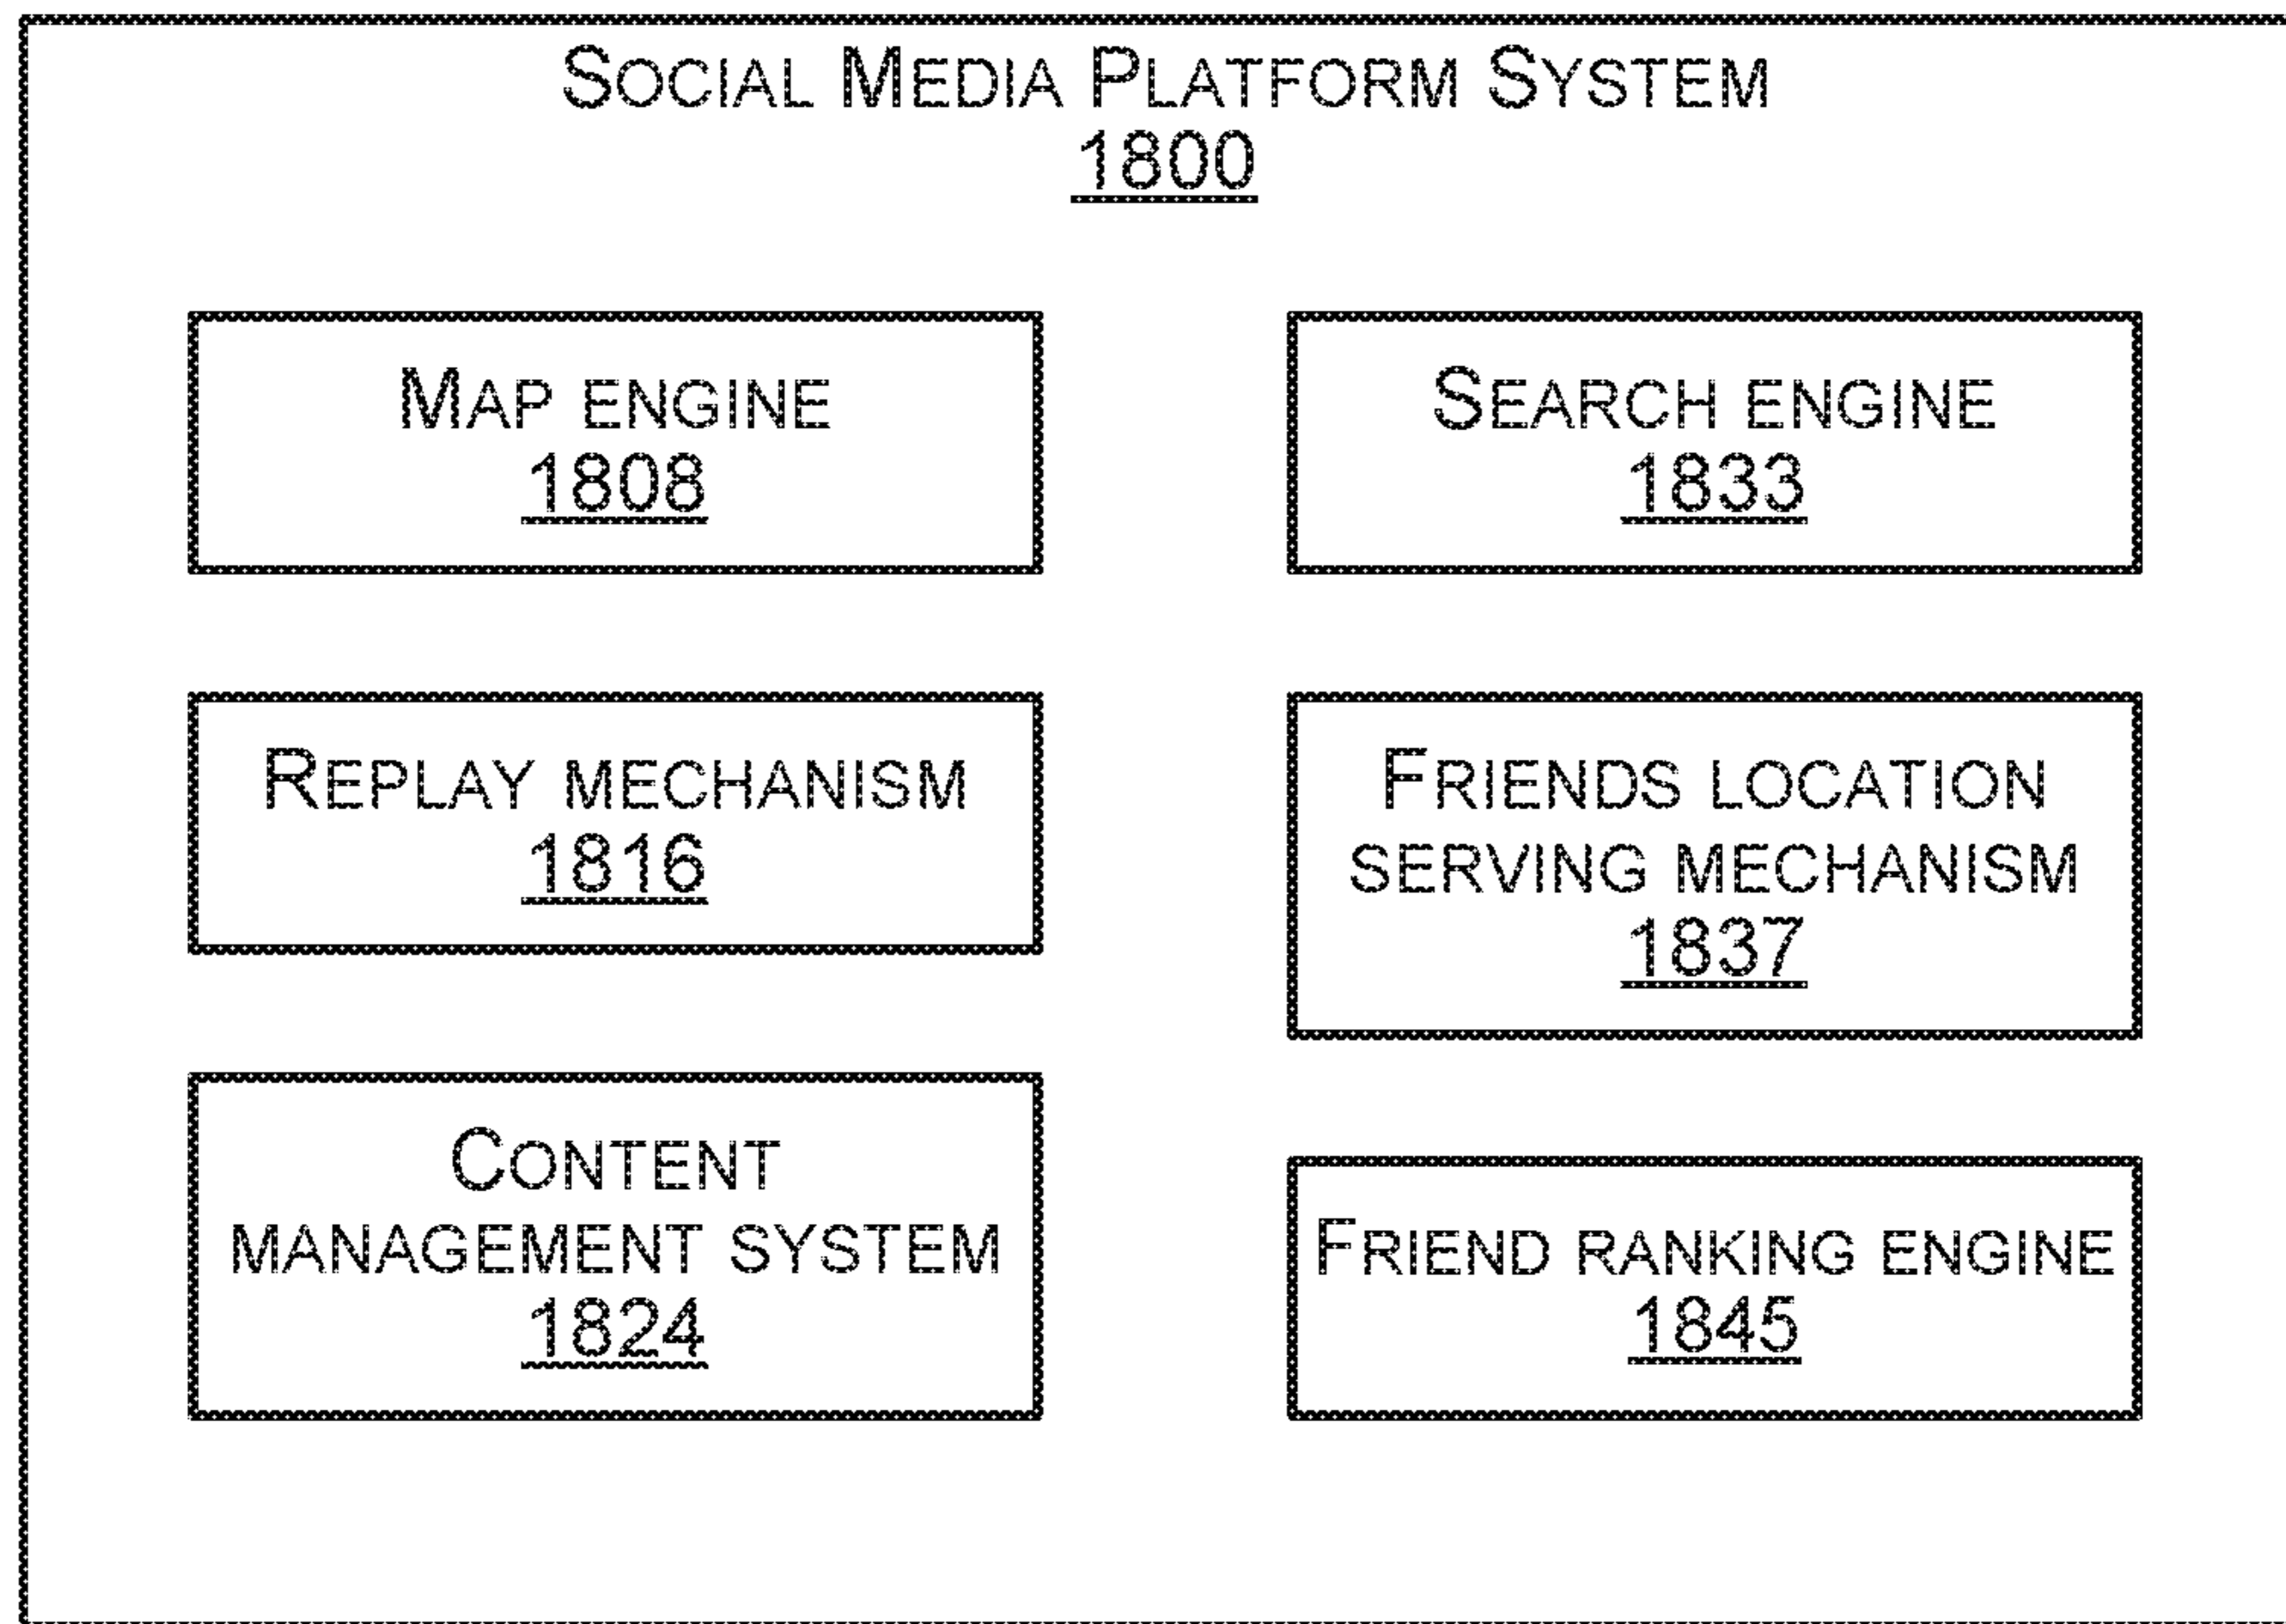 SOCIAL MEDIA PLATFORM SYSTEM
1800
MAP ENGINE
1808
SEARCH ENGINE
1833
REPLAY MECHANISM
1816
FRIENDS LOCATION
SERVING MECHANISM
1837
CONTENT
MANAGEMENT SYSTEM
1824
FRIEND RANKING ENGINE
1845